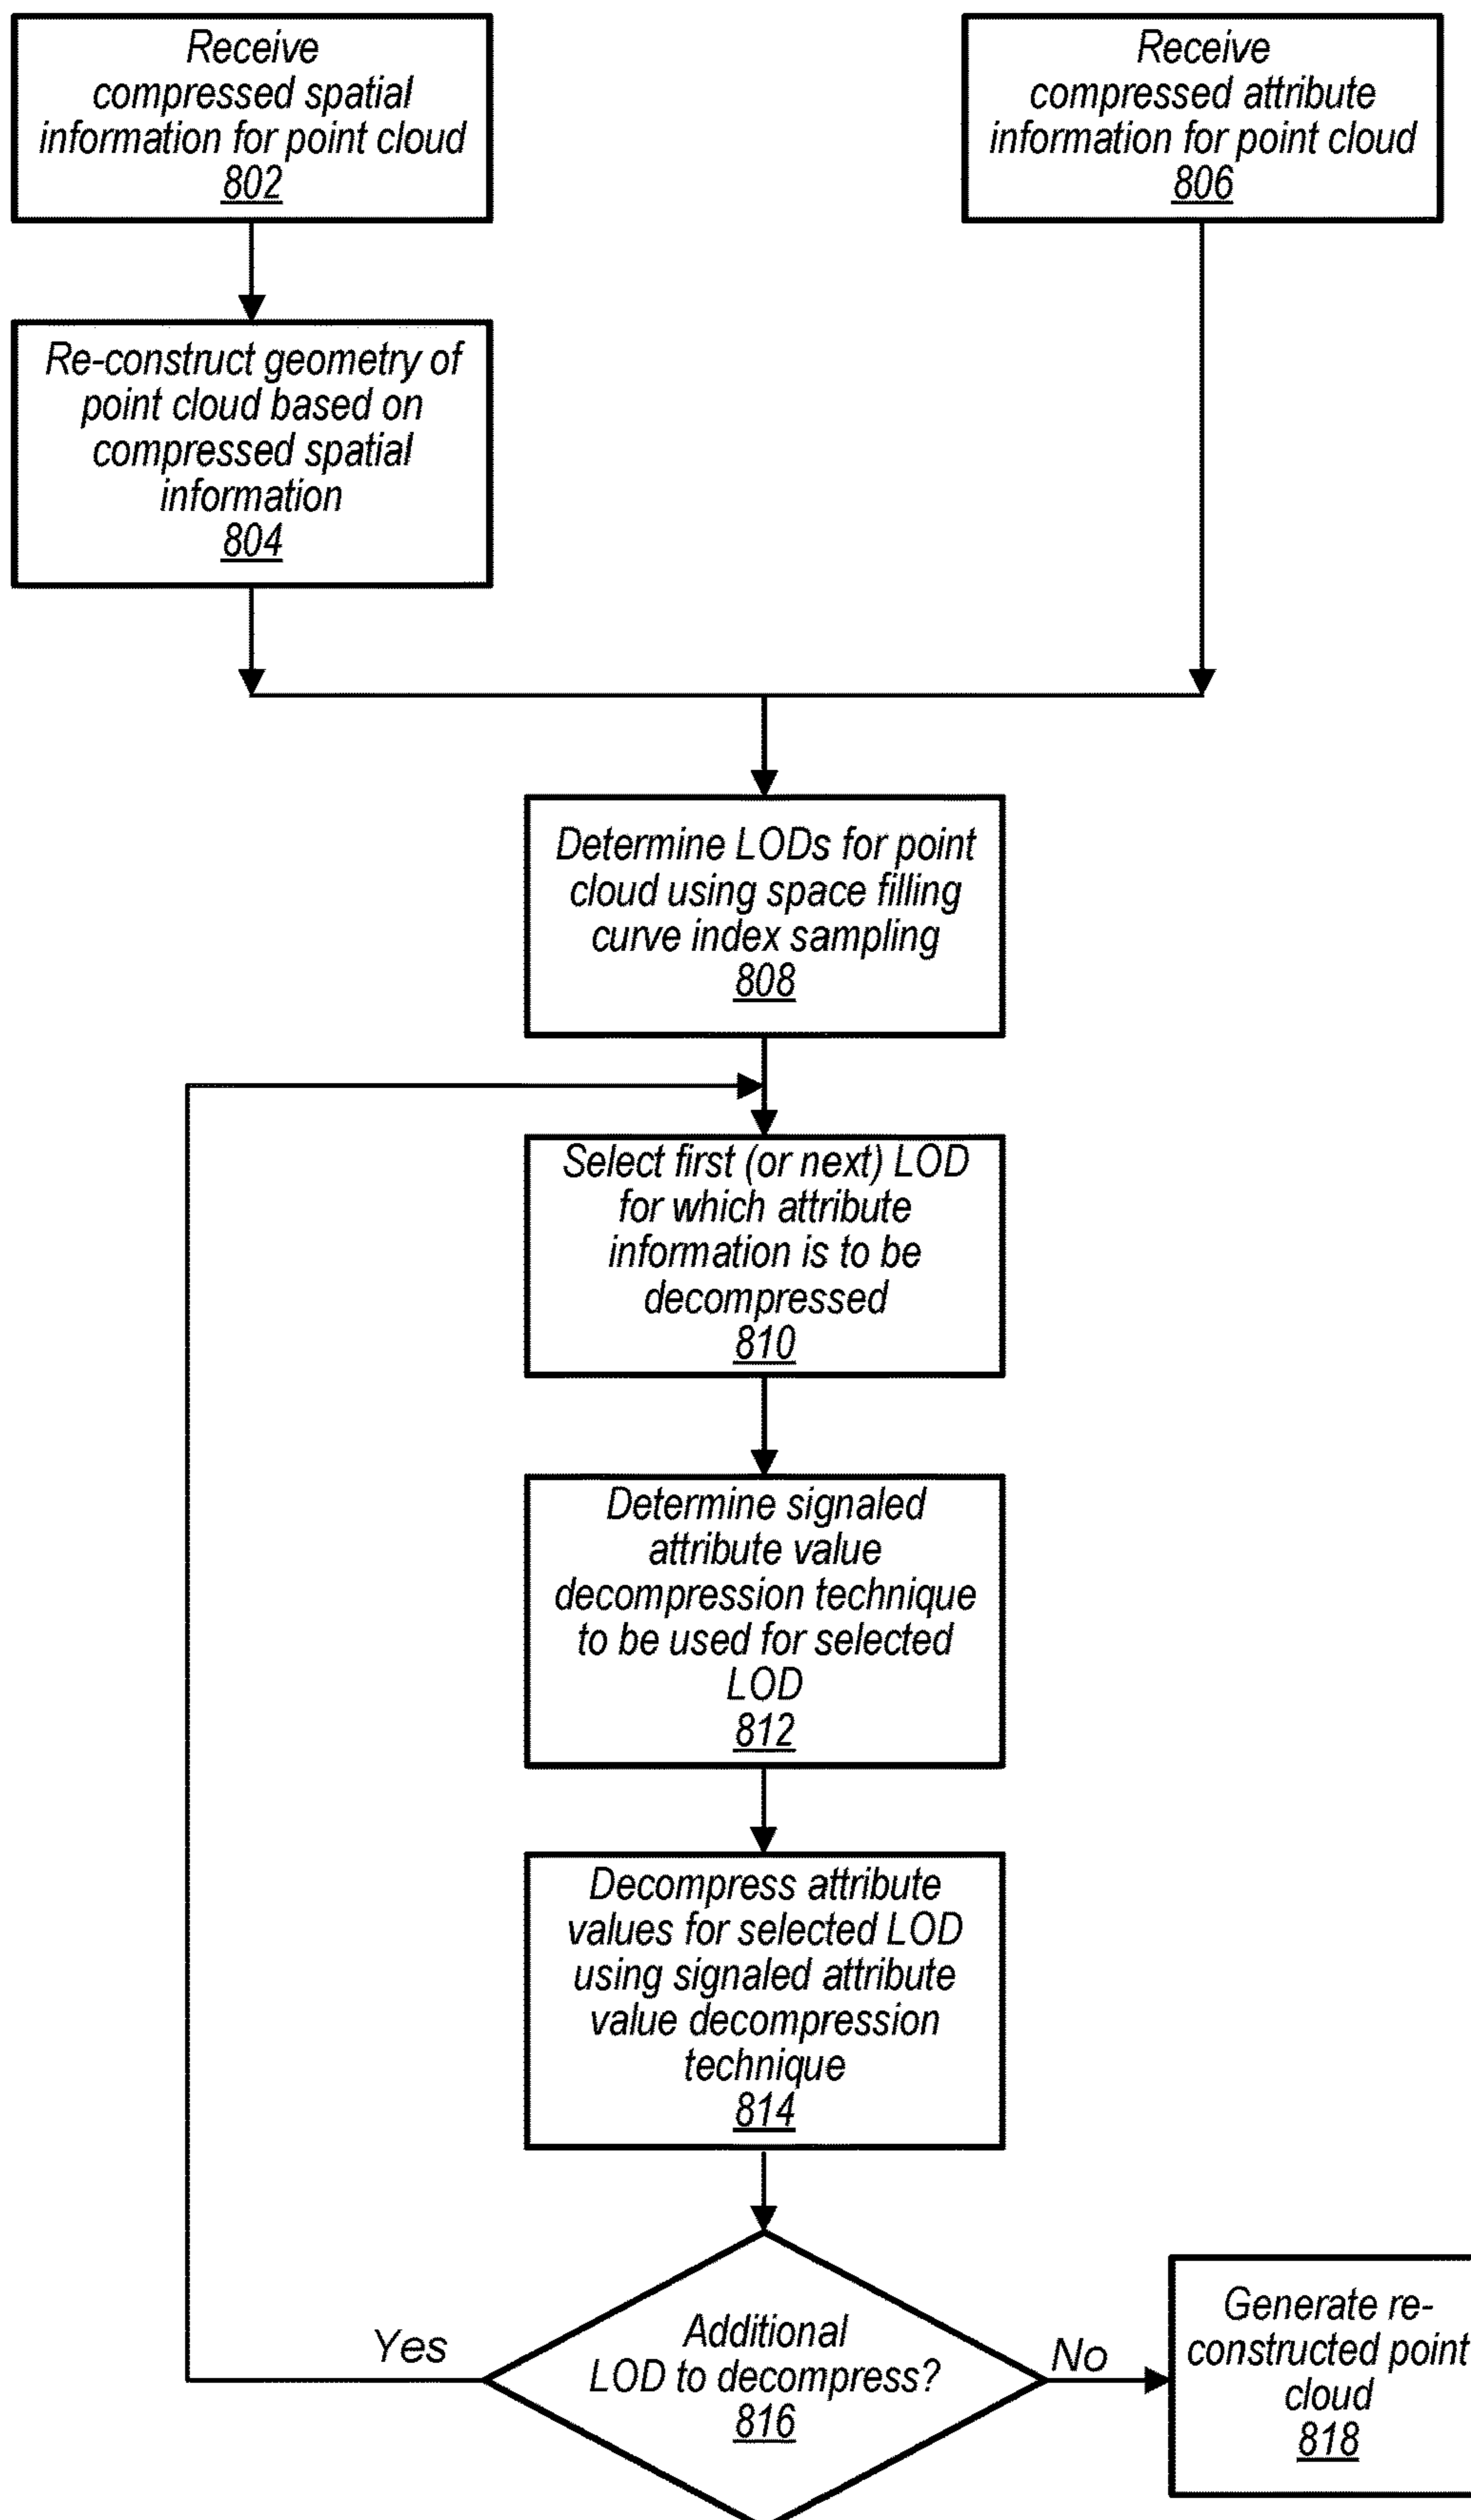 Receive
compressed spatial
information for point cloud
802
Receive
compressed attribute
information for point cloud
806
Re-construct geometry of
point cloud based on
compressed spatial
information
804
Determine LODs for point
cloud using space filling
curve index sampling
808
Select first (or next) LOD
for which attribute
information is to be
decompressed
810
Determine signaled
attribute value
decompression technique
to be used for selected
LOD
812
Decompress attribute
values for selected LOD
using signaled attribute
value decompression
technique
814
Yes
Additional
LOD to decompress?
816
No
Generate re-
constructed point
cloud
818